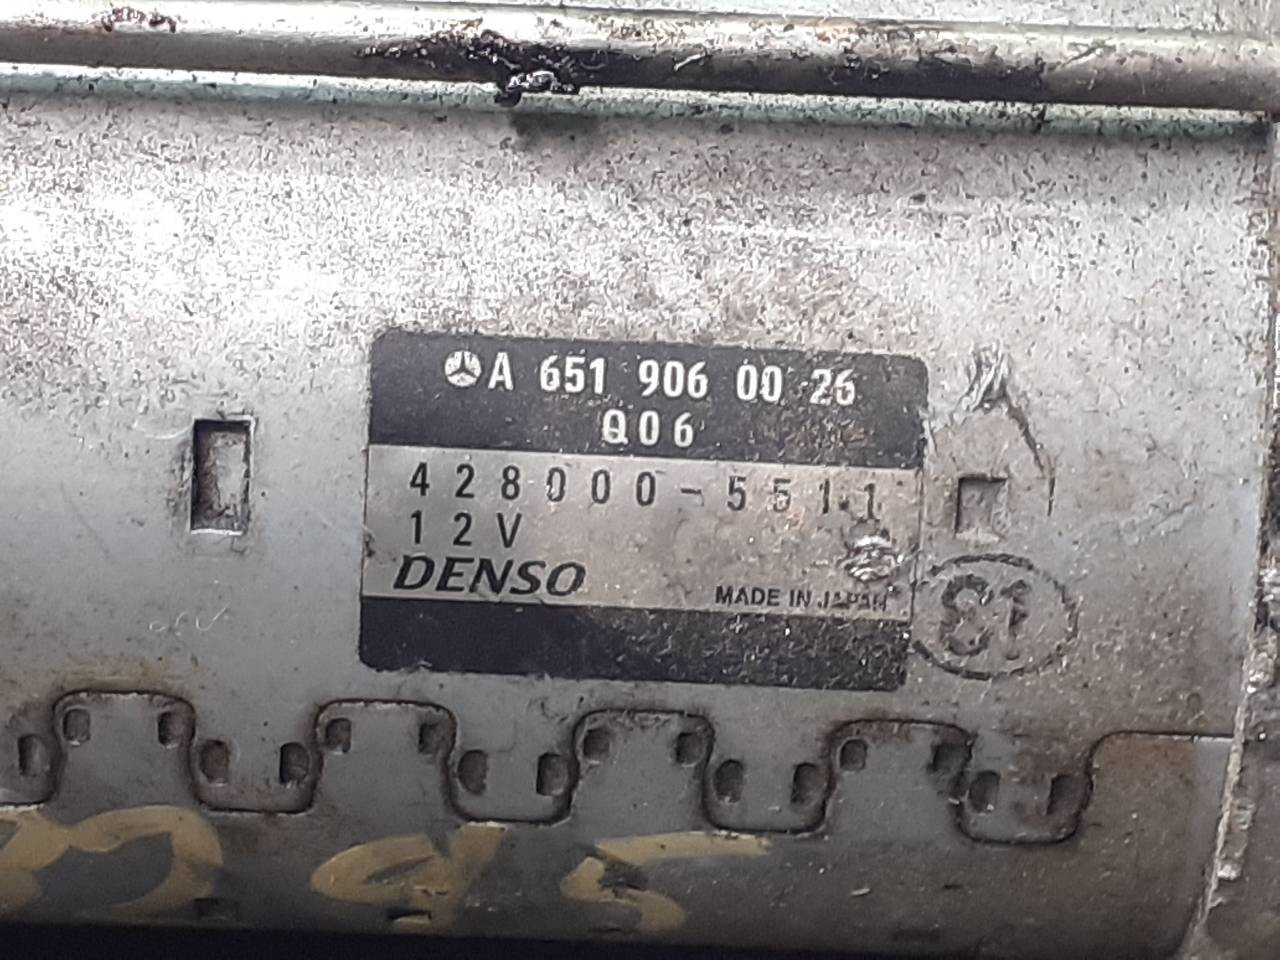 A 651 906 00 26
Q06
428000-5511
12V
DENSO
MADE IN JAPAN